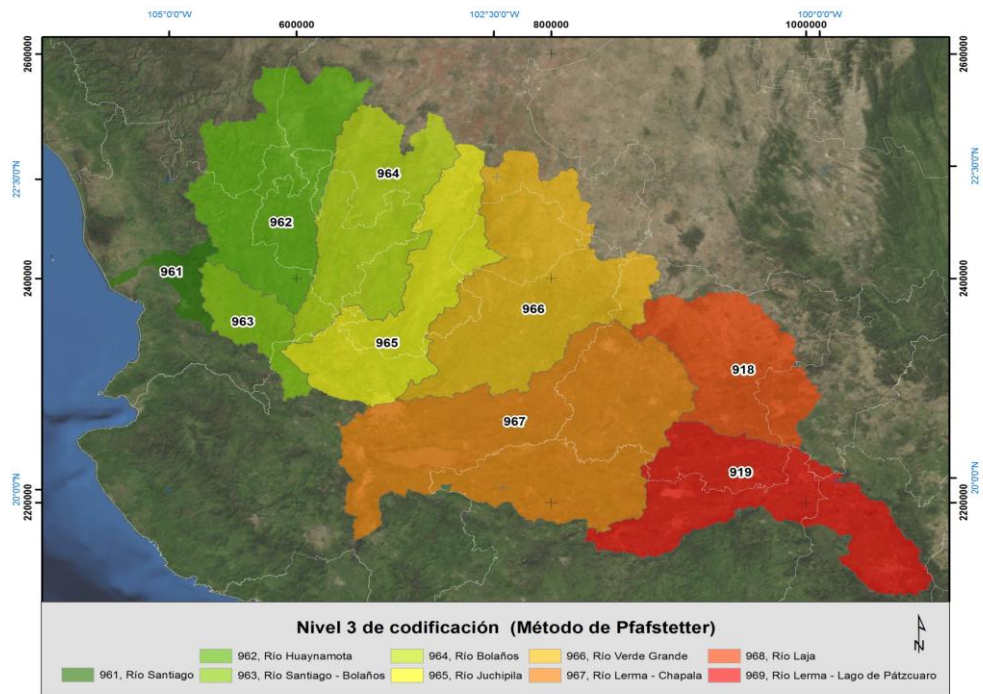 105°0'0"W 102°30'0"W 100°0'0"W
600000 800000 1000000
2600000 2600000
22°30'0"N 22°30'0"N
964
962
961
2400000 2400000
963
966
965
918
967
919
20°0'0"N 20°0'0"N
2200000 2200000
Nivel 3 de codificación (Método de Pfafstetter)
N
962, Río Huaynamota 964, Río Bolaños 966, Río Verde Grande 968, Río Laja
961, Río Santiago 963, Río Santiago - Bolaños 965, Río Juchipila 967, Río Lerma - Chapala 969, Río Lerma - Lago de Pátzcuaro